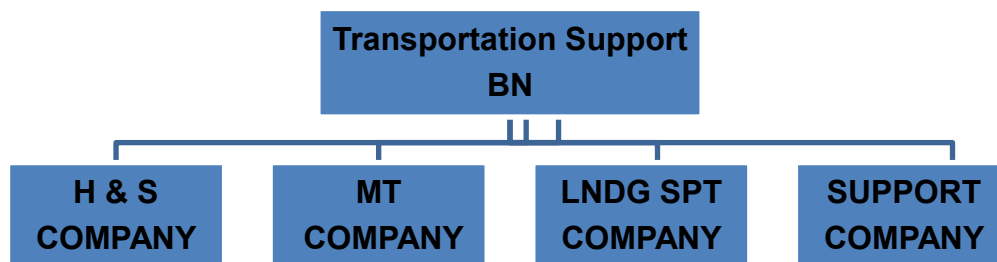 Transportation Support
BN
H & S
COMPANY
MT
COMPANY
LNDG SPT
COMPANY
SUPPORT
COMPANY